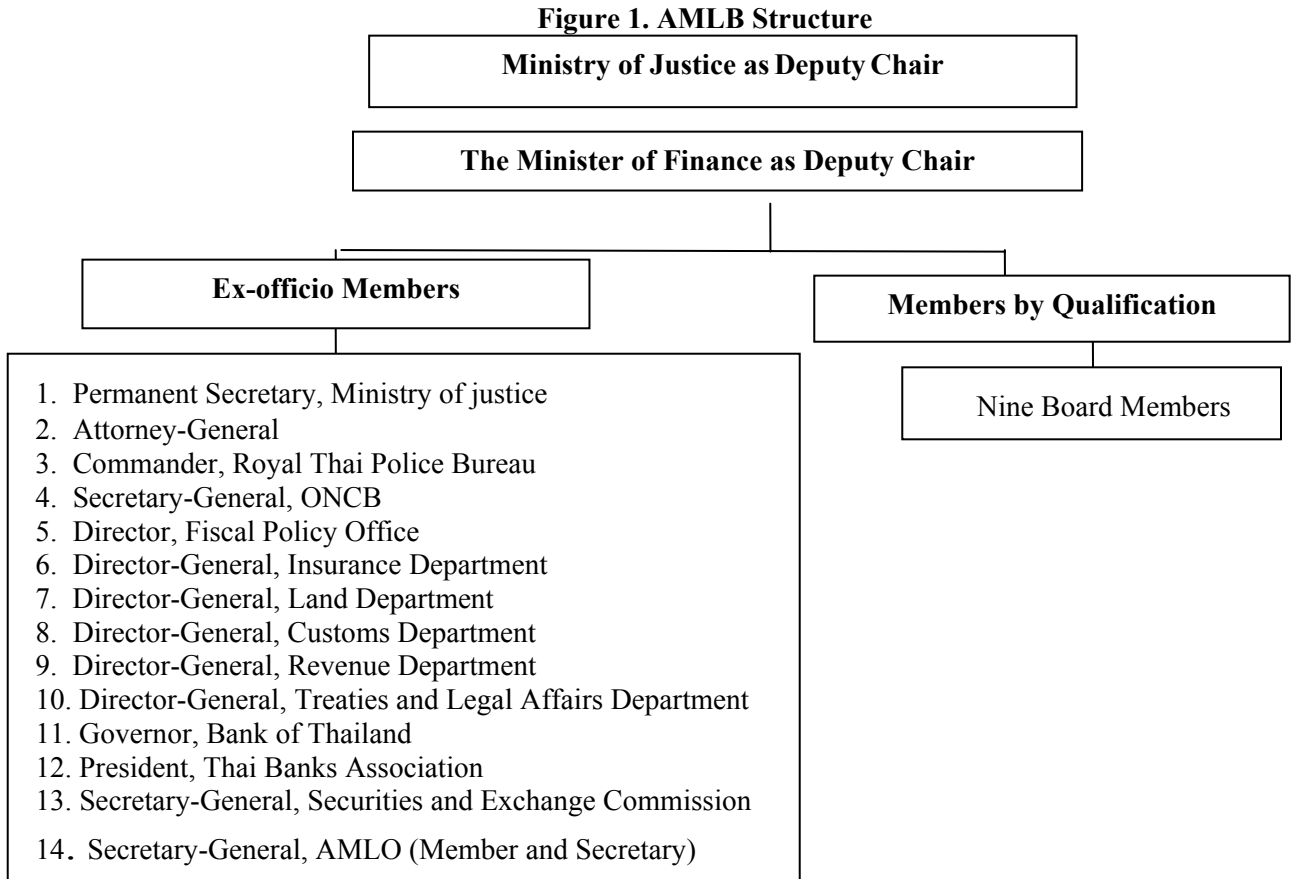 Figure 1. AMLB Structure
Ministry of Justice as Deputy Chair
The Minister of Finance as Deputy Chair
Ex-officio Members
Members by Qualification
1. Permanent Secretary, Ministry of justice
2. Attorney-General
3. Commander, Royal Thai Police Bureau
4. Secretary-General, ONCB
5. Director, Fiscal Policy Office
6. Director-General, Insurance Department
7. Director-General, Land Department
8. Director-General, Customs Department
9. Director-General, Revenue Department
10. Director-General, Treaties and Legal Affairs Department
11. Governor, Bank of Thailand
12. President, Thai Banks Association
13. Secretary-General, Securities and Exchange Commission
14. Secretary-General, AMLO (Member and Secretary)
Nine Board Members